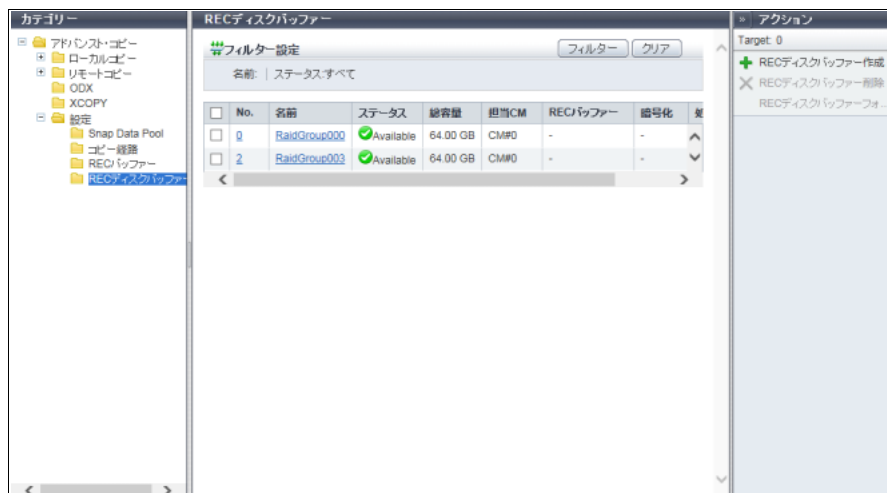 カテゴリー
アドバンスト・コピー
ローカルコピー
リモートコピー
ODX
XCOPY
設定
Snap Data Pool
コピー経路
RECバッファー
RECディスクバッファー
RECディスクバッファー
フィルター設定
フィルター クリア
名前: ステータス:すべて
No. 名前 ステータス 総容量 担当CM RECバッファー 暗号化
0 RaidGroup000 Available 64.00 GB CM#0 - -
2 RaidGroup003 Available 64.00 GB CM#0 - -
» アクション
Target: 0
RECディスクバッファー作成
RECディスクバッファー削除
RECディスクバッファーフォ...